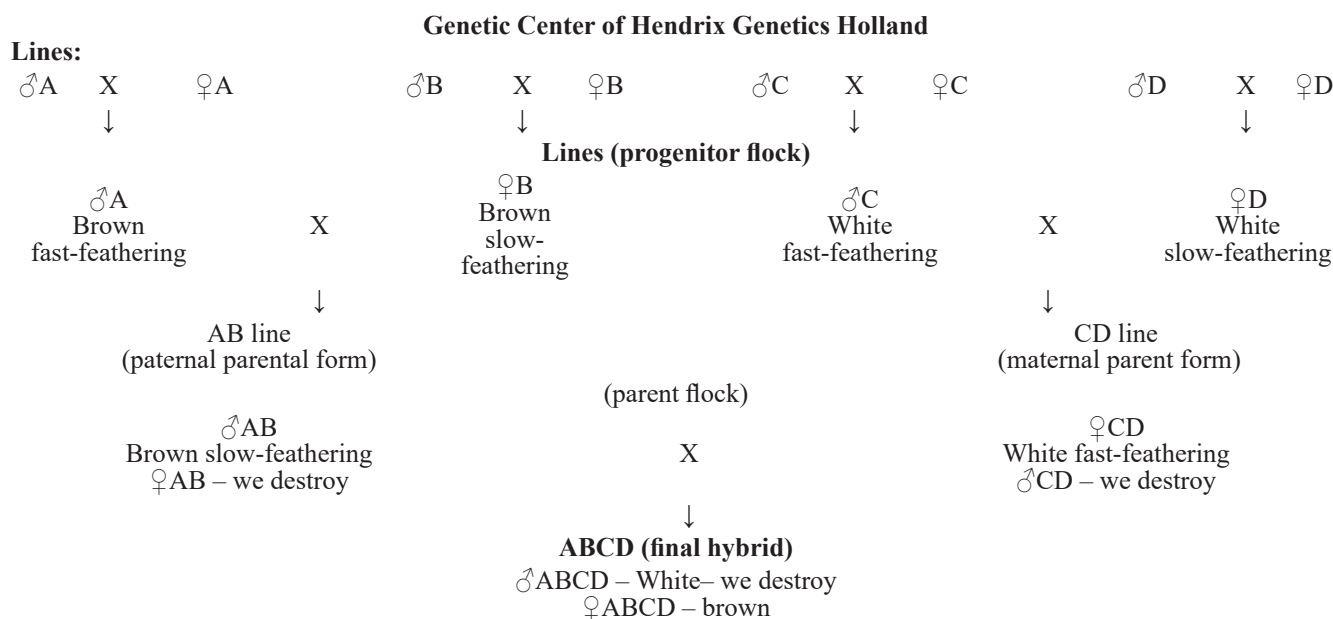 Genetic Center of Hendrix Genetics Holland
Lines:
♂A X ♀A ♂B X ♀B ♂C X ♀C ♂D X ♀D
↓ ↓ ↓ ↓
Lines (progenitor flock)
♂A
Brown
fast-feathering
X
♀B
Brown
slow-
feathering
♂C
White
fast-feathering
X
♀D
White
slow-feathering
↓ ↓
AB line
(paternal parental form)
CD line
(maternal parent form)
(parent flock)
♂AB
Brown slow-feathering
♀AB – we destroy
X
♀CD
White fast-feathering
♂CD – we destroy
↓
ABCD (final hybrid)
♂ABCD – White– we destroy
♀ABCD – brown